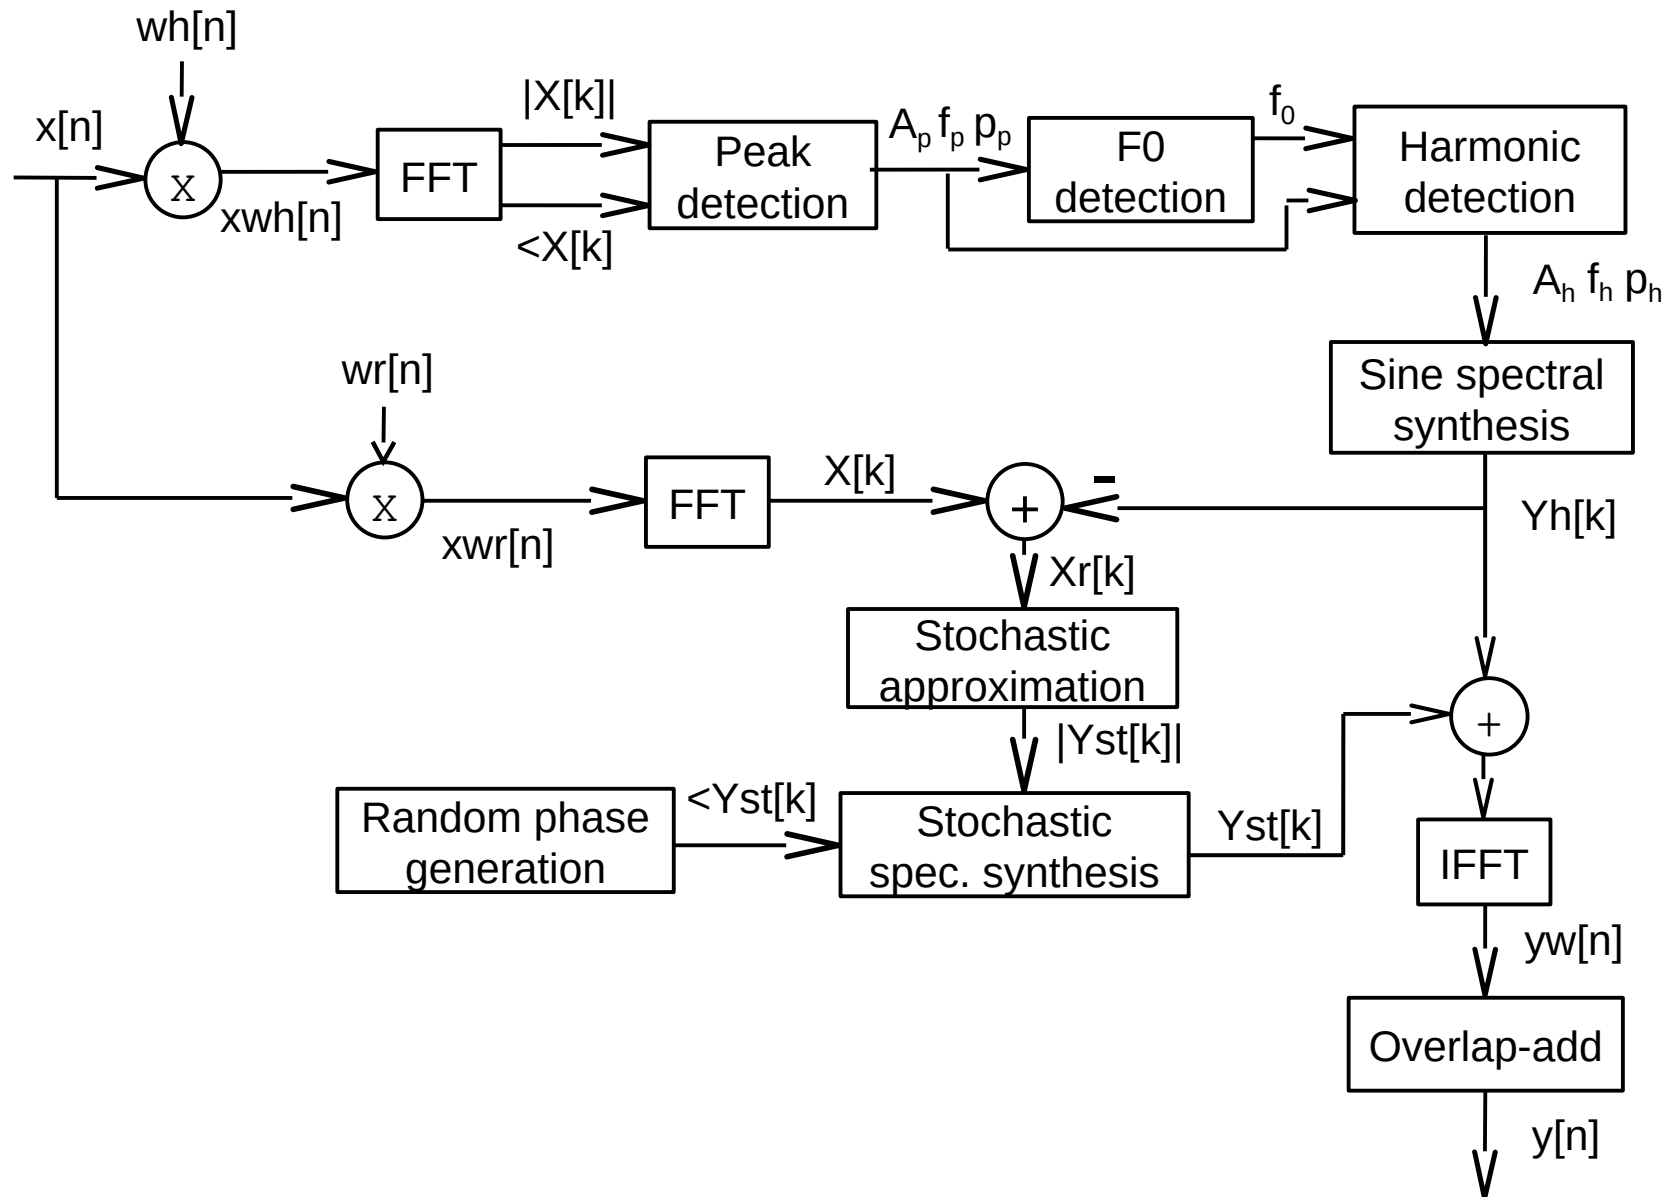 wh[n]
x[n]
X
xwh[n]
FFT
|X[k]|
<X[k]
Peak
detection
Ap fp pp
F0
detection
f0
Harmonic
detection
Ah fh ph
Sine spectral
synthesis
wr[n]
X
xwr[n]
FFT
X[k]
+
-
Yh[k]
Xr[k]
Stochastic
approximation
|Yst[k]|
Random phase
generation
<Yst[k]
Stochastic
spec. synthesis
Yst[k]
+
IFFT
yw[n]
Overlap-add
y[n]